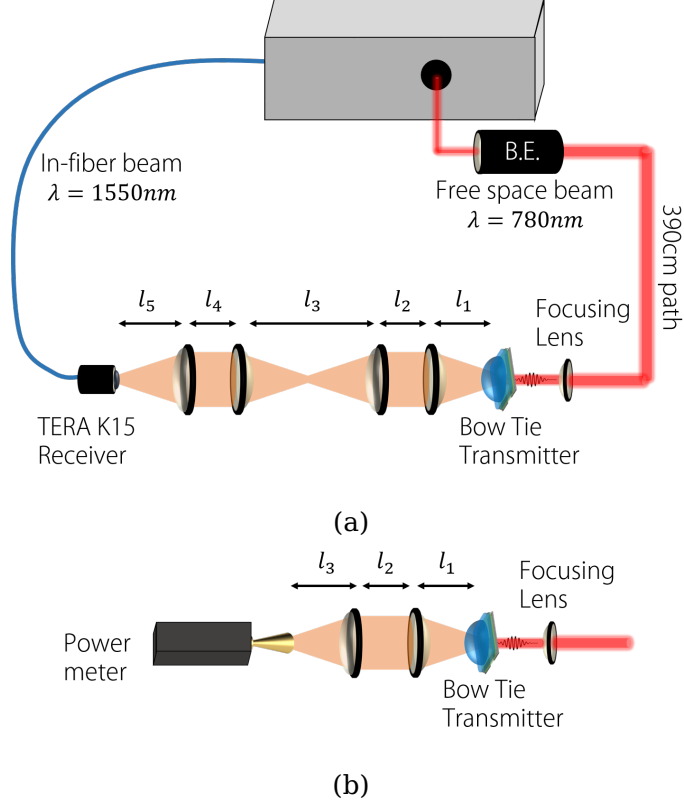 B.E.
In-fiber beam
λ = 1550nm
Free space beam
λ = 780nm
390cm path
l₅
l₄
l₃
l₂
l₁
Focusing
Lens
TERA K15
Receiver
Bow Tie
Transmitter
(a)
l₃
l₂
l₁
Focusing
Lens
Power
meter
Bow Tie
Transmitter
(b)